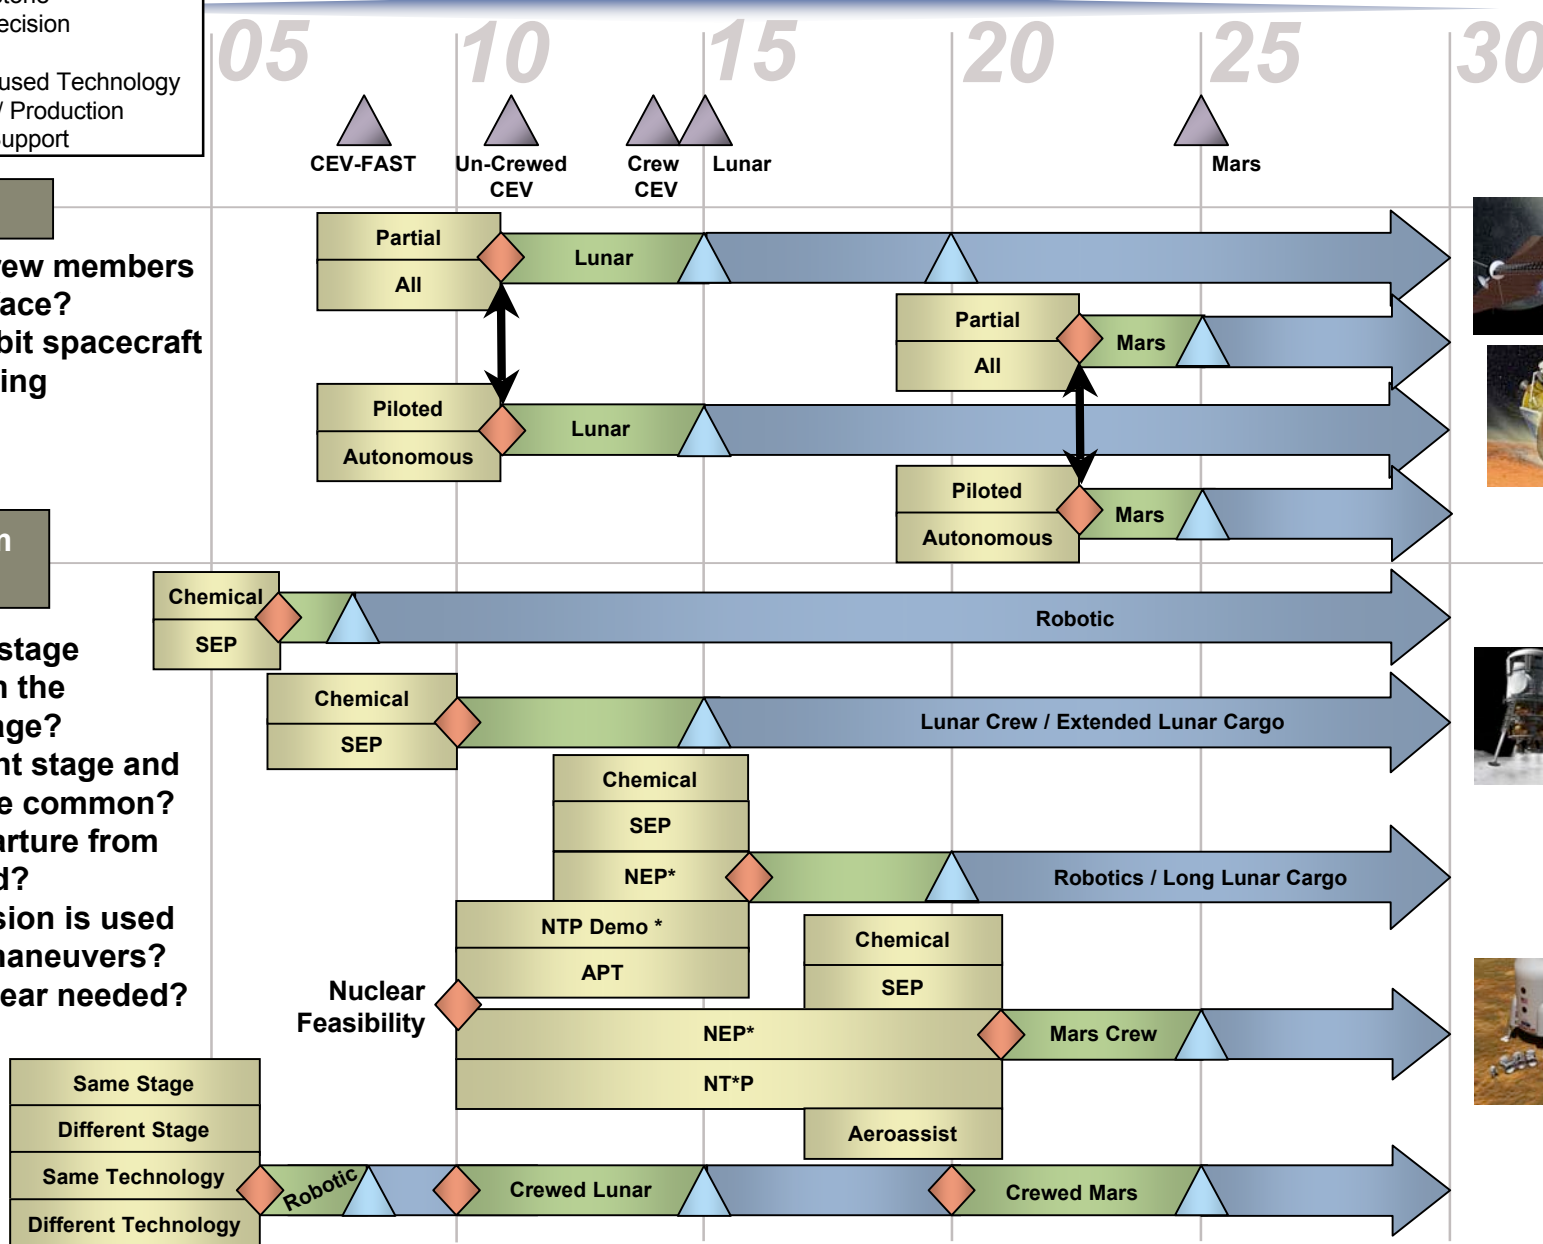 ecision
used Technology
/ Production
upport
05 10 15 20 25 30
CEV-FAST
Un-Crewed
CEV
Crew
CEV
Lunar
Mars
rew members
face?
bit spacecraft
ing
Partial
All
Lunar
Partial
All
Mars
Piloted
Autonomous
Lunar
Piloted
Autonomous
Mars
n
stage
n the
age?
nt stage and
e common?
arture from
d?
sion is used
maneuvers?
ear needed?
Chemical
SEP
Robotic
Chemical
SEP
Lunar Crew / Extended Lunar Cargo
Chemical
SEP
NEP*
Robotics / Long Lunar Cargo
NTP Demo *
APT
Nuclear
Feasibility
Chemical
SEP
NEP*
NT*P
Aeroassist
Mars Crew
Same Stage
Different Stage
Same Technology
Different Technology
Robotic
Crewed Lunar
Crewed Mars